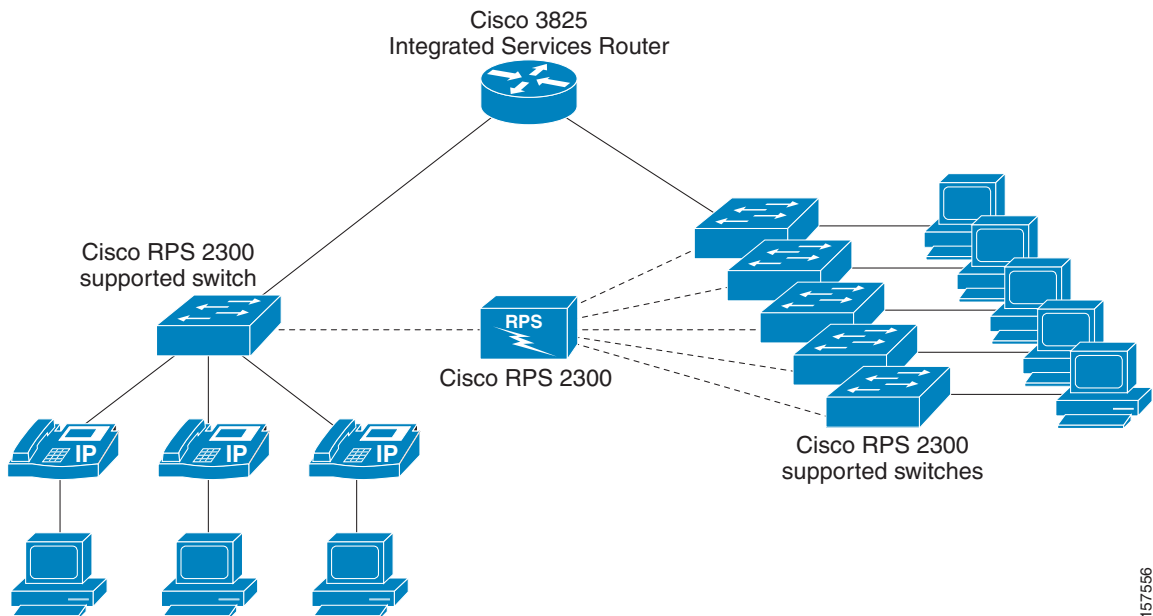 Cisco 3825
Integrated Services Router
Cisco RPS 2300
supported switch
RPS
Cisco RPS 2300
Cisco RPS 2300
supported switches
IP
IP
IP
157556